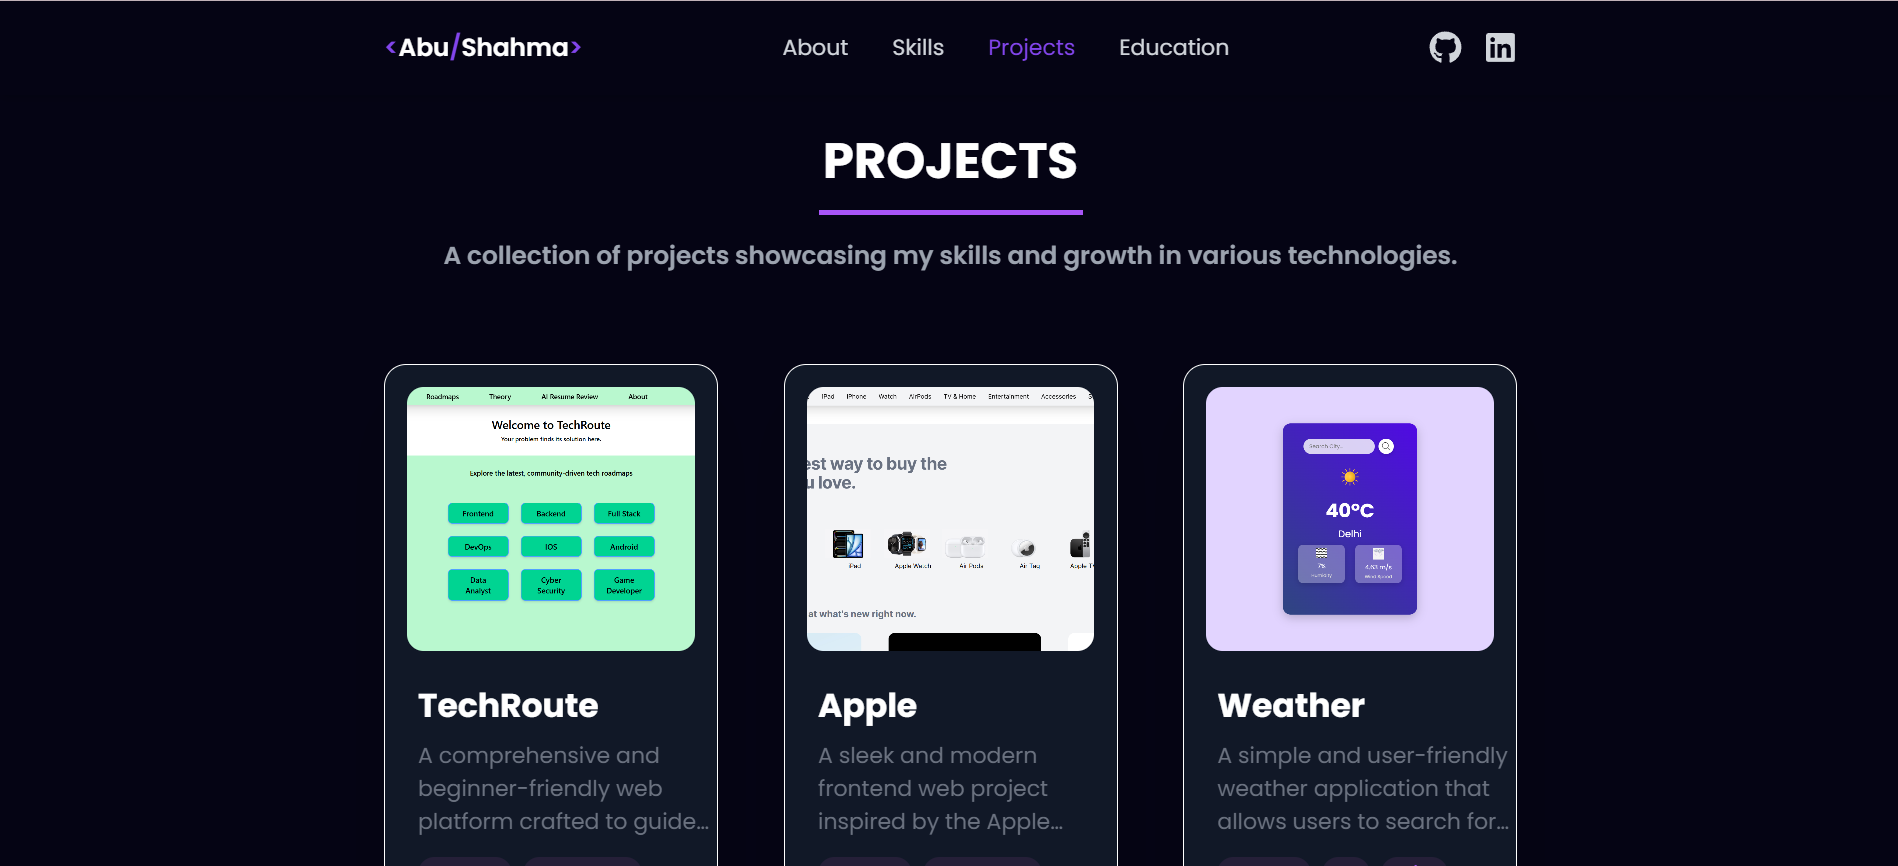 <Abu/Shahma>
About Skills Projects Education
PROJECTS
A collection of projects showcasing my skills and growth in various technologies.
Roadmaps Theory AI Resume Review About
Welcome to TechRoute
Your problem finds its solution here.
Explore the latest, community-driven tech roadmaps
Frontend Backend Full Stack
DevOps IOS Android
Data Analyst Cyber Security Game Developer
TechRoute
A comprehensive and
beginner-friendly web
platform crafted to guide...
iPad iPhone Watch AirPods TV & Home Entertainment Accessories
est way to buy the
u love.
iPad Apple Watch Air Pods Air Tag Apple T
at what's new right now.
Apple
A sleek and modern
frontend web project
inspired by the Apple...
Search City...
40°C
Delhi
7% 4.63 m/s
Humidity Wind Speed
Weather
A simple and user-friendly
weather application that
allows users to search for...